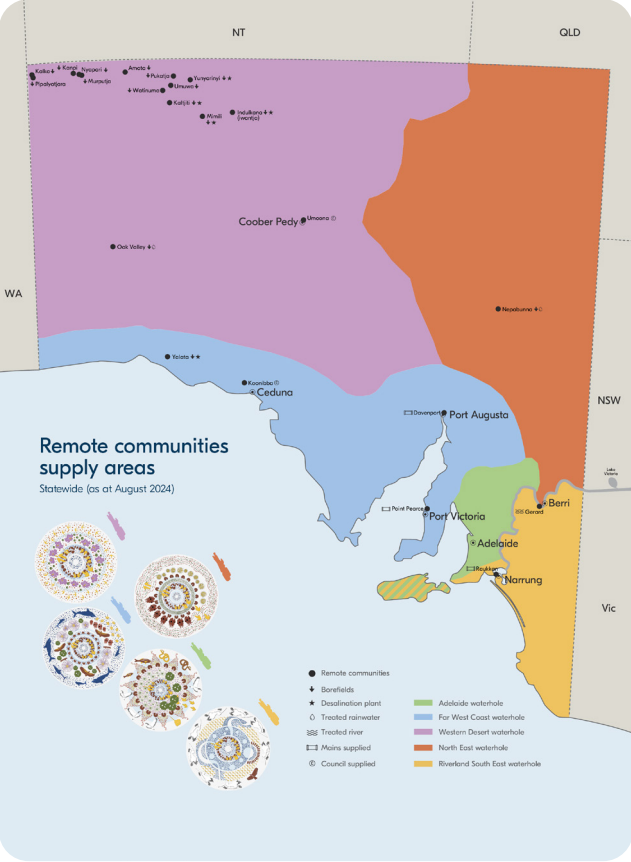 NT
QLD
Kalka
Kanpi
Nyapari
Pipalyatjara
Murputja
Amata
Pukatja
Yunyarinyi
Umuwa
Watinuma
Kaltjiti
Mimili
Indulkana
(Iwantja)
Coober Pedy
Umoona
Oak Valley
WA
Nepabunna
Yalata
Koonibba
Ceduna
NSW
Davenport
Port Augusta
Remote communities
supply areas
Statewide (as at August 2024)
Lake
Victoria
Point Pearce
Port Victoria
Berri
Gerard
Adelaide
Raukkan
Narrung
Vic
Remote communities
Borefields
Desalination plant
Treated rainwater
Treated river
Mains supplied
Council supplied
Adelaide waterhole
Far West Coast waterhole
Western Desert waterhole
North East waterhole
Riverland South East waterhole